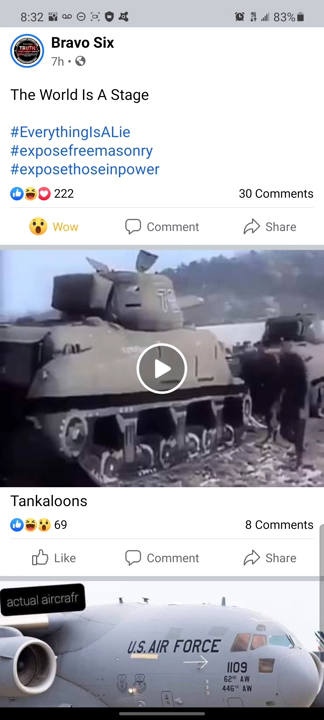 8:32
83%
TRUTH
Bravo Six
7h
The World Is A Stage
#EverythingIsALie
#exposefreemasonry
#exposethoseinpower
222
30 Comments
Wow
Comment
Share
Tankaloons
69
8 Comments
Like
Comment
Share
actual aircrafr
U.S. AIR FORCE
1109
62ND AW
446TH AW